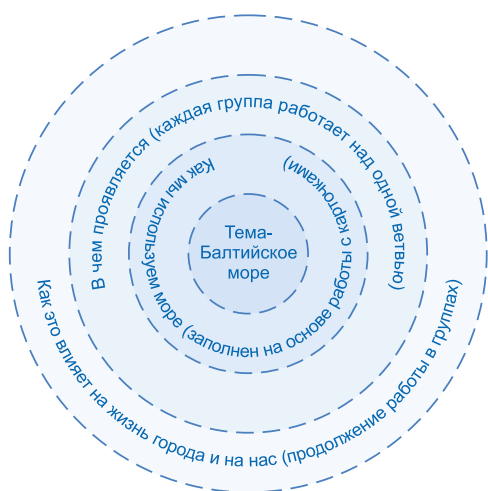 Тема-
Балтийское
море
Как мы используем море (заполнен на основе работы с карточками)
В чем проявляется (каждая группа работает над одной ветвью)
Как это влияет на жизнь города и на нас (продолжение работы в группах)